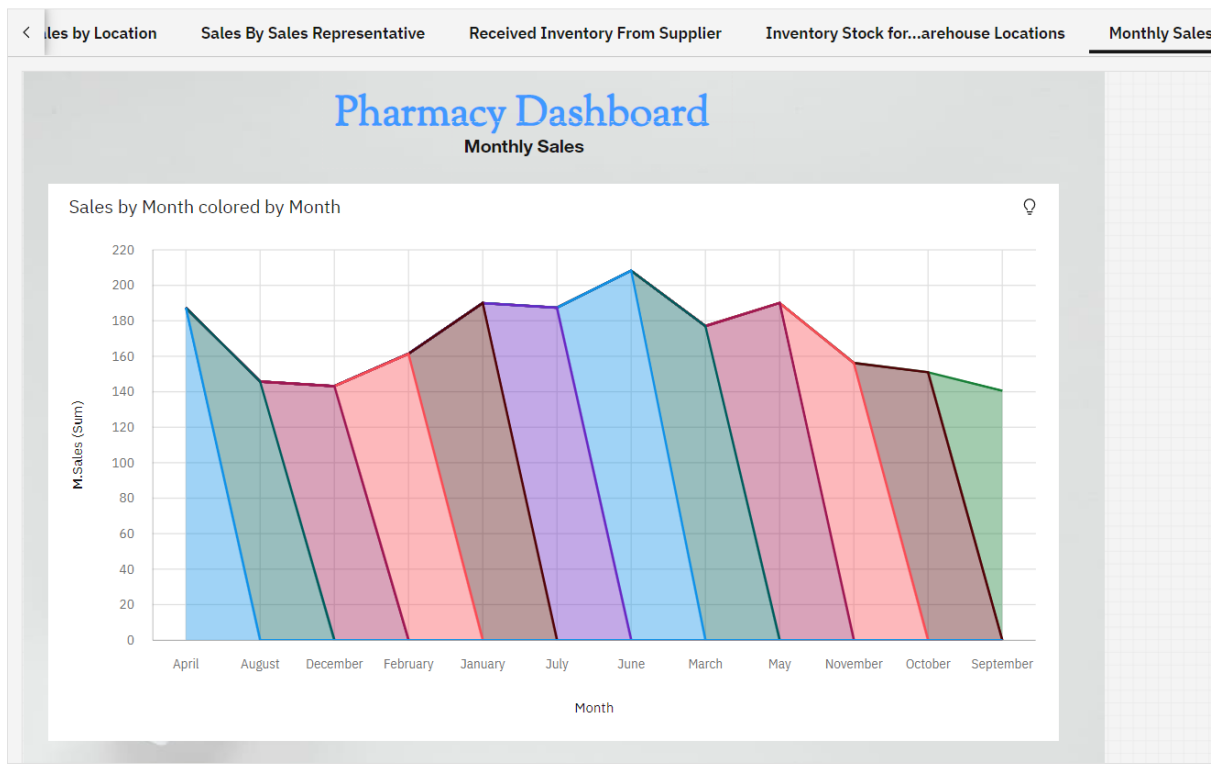 les by Location Sales By Sales Representative Received Inventory From Supplier Inventory Stock for...arehouse Locations Monthly Sales
Pharmacy Dashboard
Monthly Sales
Sales by Month colored by Month
220
200
180
160
140
120
100
80
60
40
20
0
M.Sales (Sum)
April August December February January July June March May November October September
Month